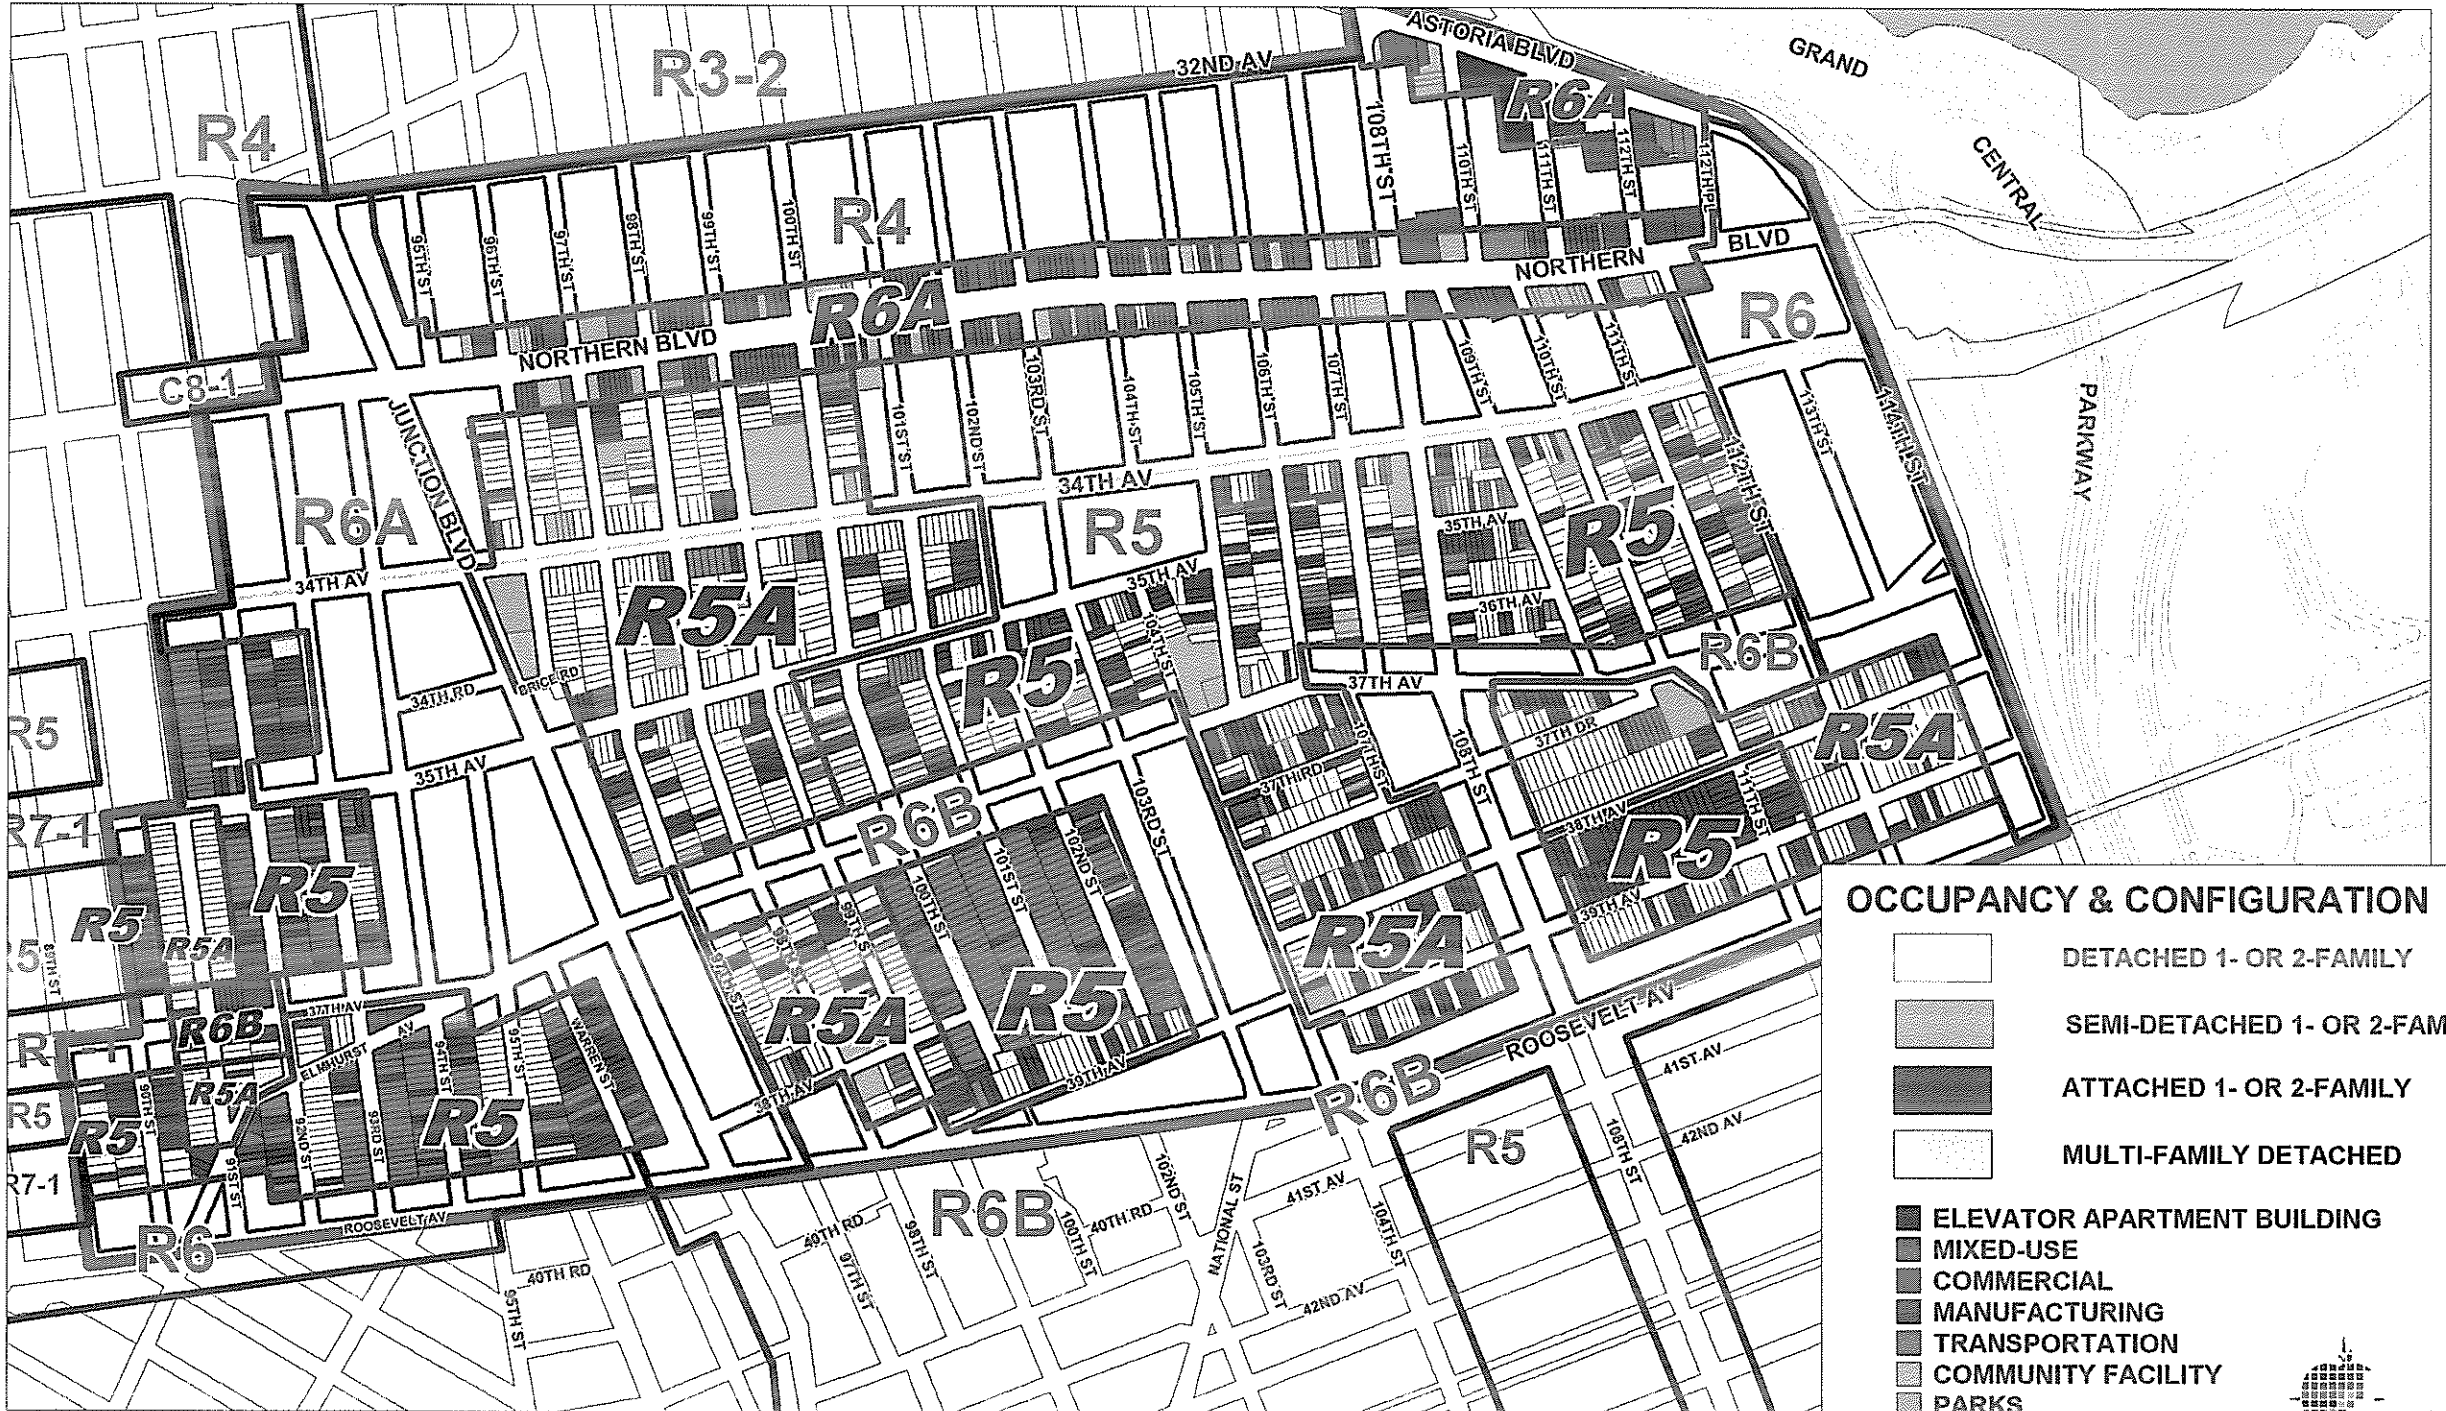 ASTORIA BLVD
GRAND
32ND AV
R3-2
R6A
R4
108TH ST
110TH ST
111TH ST
112TH ST
112TH PL
CENTRAL
95TH ST
96TH ST
97TH ST
98TH ST
99TH ST
100TH ST
R4
BLVD
NORTHERN
R6A
R6
NORTHERN BLVD
C8-1
JUNCTION BLVD
101ST ST
102ND ST
103RD ST
104TH ST
105TH ST
106TH ST
107TH ST
109TH ST
110TH ST
111TH ST
113TH ST
114TH ST
PARKWAY
112TH ST
34TH AV
R6A
R5
35TH AV
R5
34TH AV
35TH AV
36TH AV
R5A
104TH ST
R5
R6B
34TH RD
BRICE RD
37TH AV
R5
35TH AV
37TH DR
R5A
107TH ST
108TH ST
37TH RD
R7-1
R6B
103RD ST
102ND ST
101ST ST
100TH ST
99TH ST
98TH ST
97TH ST
38TH AV
111TH ST
R5
39TH AV
R5
R5
R5A
89TH ST
R5A
R5
R5A
37TH AV
R6B
ELMHURST AV
94TH ST
95TH ST
WARREN ST
R5
R5A
R5
90TH ST
91ST ST
92ND ST
93RD ST
R5
38TH AV
39TH AV
ROOSEVELT AV
R6B
R7-1
R6
ROOSEVELT AV
R6B
R5
41ST AV
42ND AV
108TH ST
40TH RD
95TH ST
40TH RD
97TH ST
98TH ST
100TH ST
40TH RD
102ND ST
NATIONAL ST
103RD ST
41ST AV
104TH ST
42ND AV
OCCUPANCY & CONFIGURATION
DETACHED 1- OR 2-FAMILY
SEMI-DETACHED 1- OR 2-FAM
ATTACHED 1- OR 2-FAMILY
MULTI-FAMILY DETACHED
ELEVATOR APARTMENT BUILDING
MIXED-USE
COMMERCIAL
MANUFACTURING
TRANSPORTATION
COMMUNITY FACILITY
PARKS